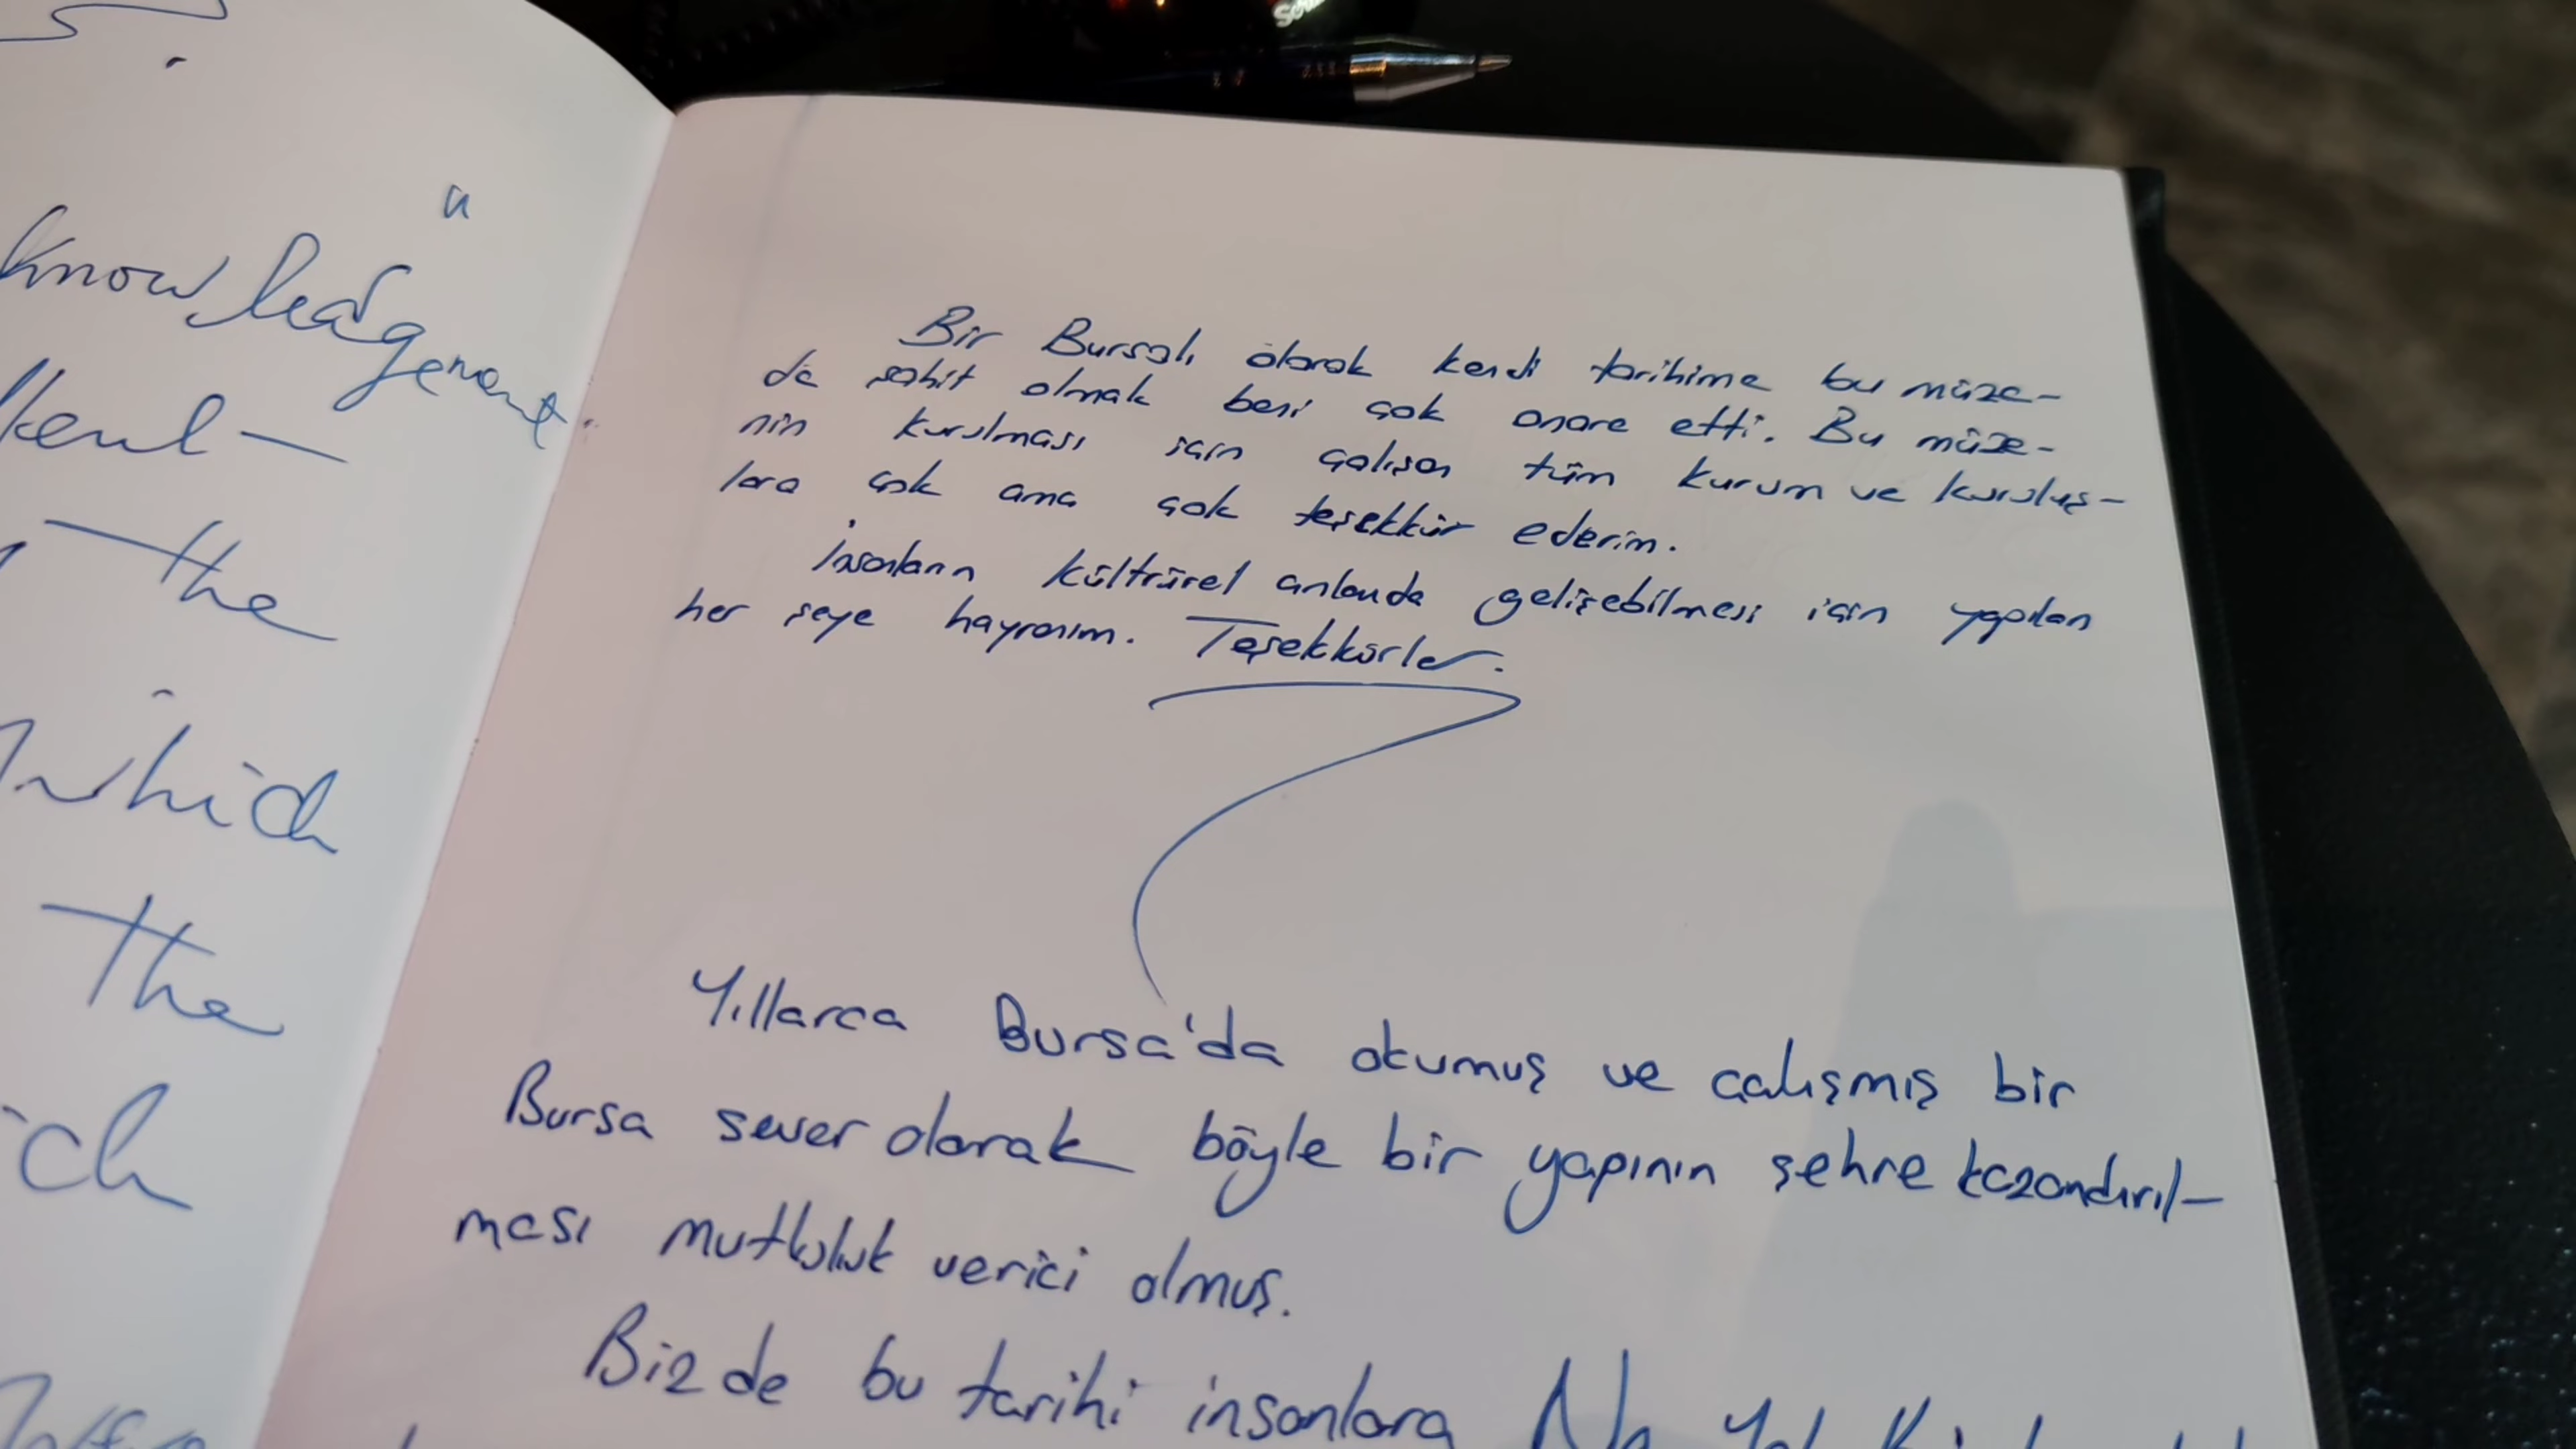 knowledgement
the
which
the
Bir Bursalı olarak kendi tarihime bu müze-
de şahit olmak beni çok onore etti. Bu müze-
nin kurulması için çalışan tüm kurum ve kuruluş-
lara çok ama çok teşekkür ederim.
İnsanların kültürel anlamda gelişebilmesi için yapılan
her şeye hayranım. Teşekkürler.
Yıllarca Bursa'da okumuş ve çalışmış bir
Bursa sever olarak böyle bir yapının şehre kazandırıl-
ması mutluluk verici olmuş.
Biz de bu tarihi insanlara